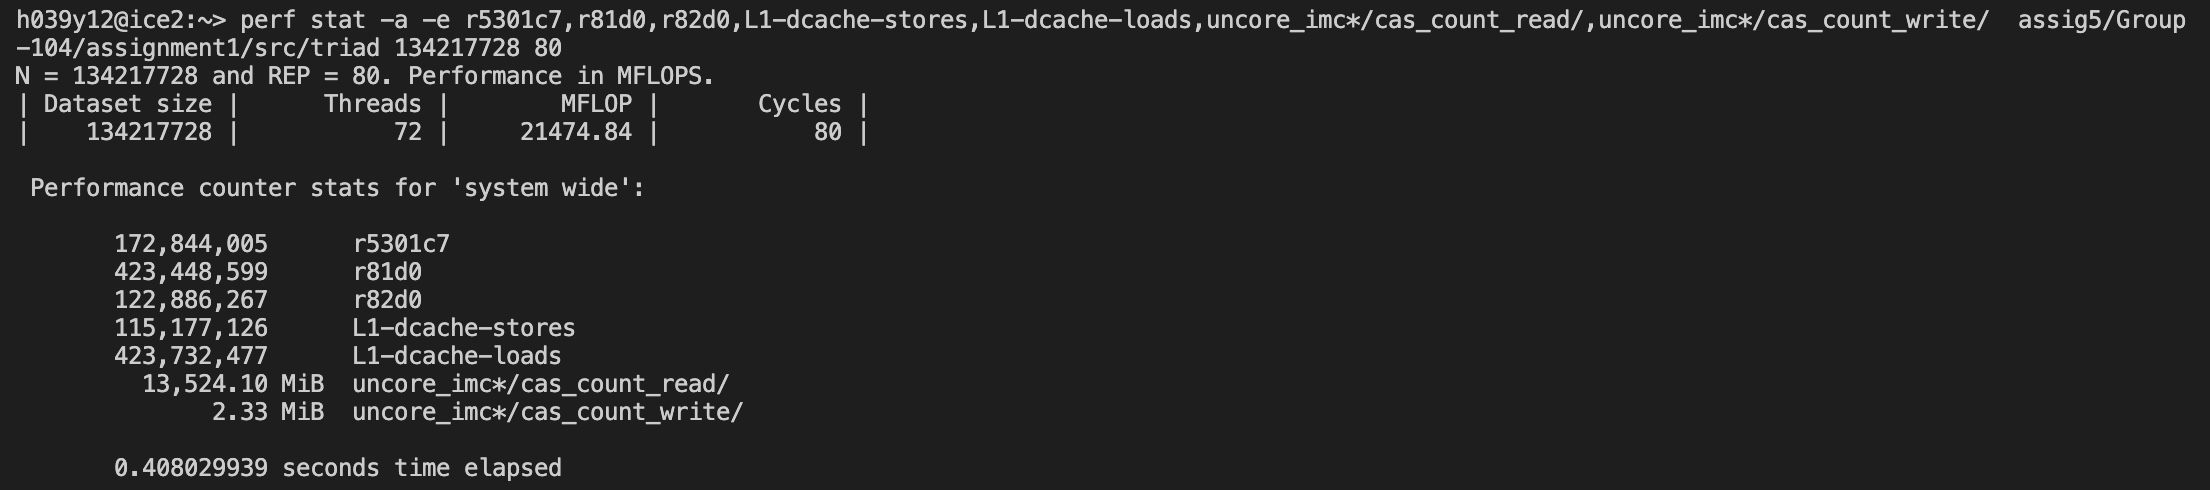 h039y12@ice2:~> perf stat -a -e r5301c7,r81d0,r82d0,L1-dcache-stores,L1-dcache-loads,uncore_imc*/cas_count_read/,uncore_imc*/cas_count_write/  assig5/Group
-104/assignment1/src/triad 134217728 80
N = 134217728 and REP = 80. Performance in MFLOPS.
| Dataset size |      Threads |        MFLOP |       Cycles |
|    134217728 |           72 |     21474.84 |           80 |
 Performance counter stats for 'system wide':
       172,844,005      r5301c7
       423,448,599      r81d0
       122,886,267      r82d0
       115,177,126      L1-dcache-stores
       423,732,477      L1-dcache-loads
         13,524.10 MiB  uncore_imc*/cas_count_read/
              2.33 MiB  uncore_imc*/cas_count_write/
       0.408029939 seconds time elapsed